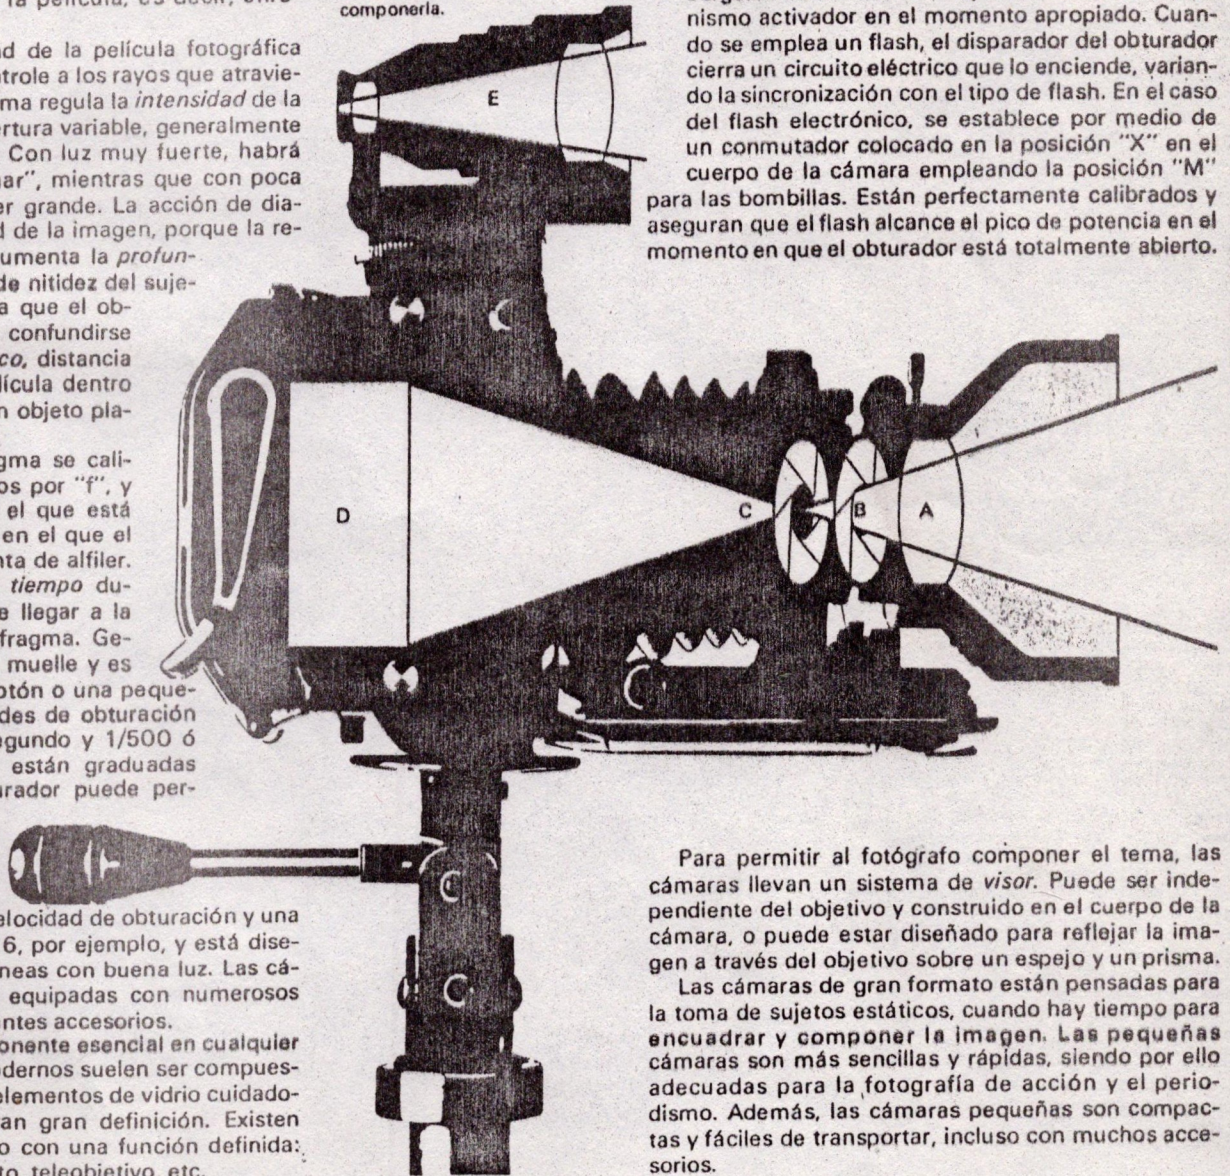 la película, es decir,
componerla.
ad de la película fotográfica
ntrole a los rayos que atravie-
ma regula la intensidad de la
ertura variable, generalmente
Con luz muy fuerte, habrá
nar", mientras que con poca
er grande. La acción de dia-
d de la imagen, porque la re-
umenta la profun-
de nitidez del suje-
a que el ob-
confundirse
co, distancia
lícula dentro
n objeto pla-
gma se cali-
os por "f", y
el que está
en el que el
nta de alfiler.
tiempo du-
e llegar a la
fragma. Ge-
muelle y es
otón o una peque-
des de obturación
egundo y 1/500 ó
están graduadas
urador puede per-
elocidad de obturación y una
6, por ejemplo, y está dise-
neas con buena luz. Las cá-
equipadas con numerosos
ntes accesorios.
onente esencial en cualquier
dernos suelen ser compues-
elementos de vidrio cuidado-
an gran definición. Existen
o con una función definida:
to, teleobjetivo, etc.
E
D
C
B
A
nismo activador en el momento apropiado. Cuan-
do se emplea un flash, el disparador del obturador
cierra un circuito eléctrico que lo enciende, varian-
do la sincronización con el tipo de flash. En el caso
del flash electrónico, se establece por medio de
un conmutador colocado en la posición "X" en el
cuerpo de la cámara empleando la posición "M"
para las bombillas. Están perfectamente calibrados y
aseguran que el flash alcance el pico de potencia en el
momento en que el obturador está totalmente abierto.
Para permitir al fotógrafo componer el tema, las
cámaras llevan un sistema de visor. Puede ser inde-
pendiente del objetivo y construido en el cuerpo de la
cámara, o puede estar diseñado para reflejar la ima-
gen a través del objetivo sobre un espejo y un prisma.
Las cámaras de gran formato están pensadas para
la toma de sujetos estáticos, cuando hay tiempo para
encuadrar y componer la imagen. Las pequeñas
cámaras son más sencillas y rápidas, siendo por ello
adecuadas para la fotografía de acción y el perio-
dismo. Además, las cámaras pequeñas son compac-
tas y fáciles de transportar, incluso con muchos acce-
sorios.